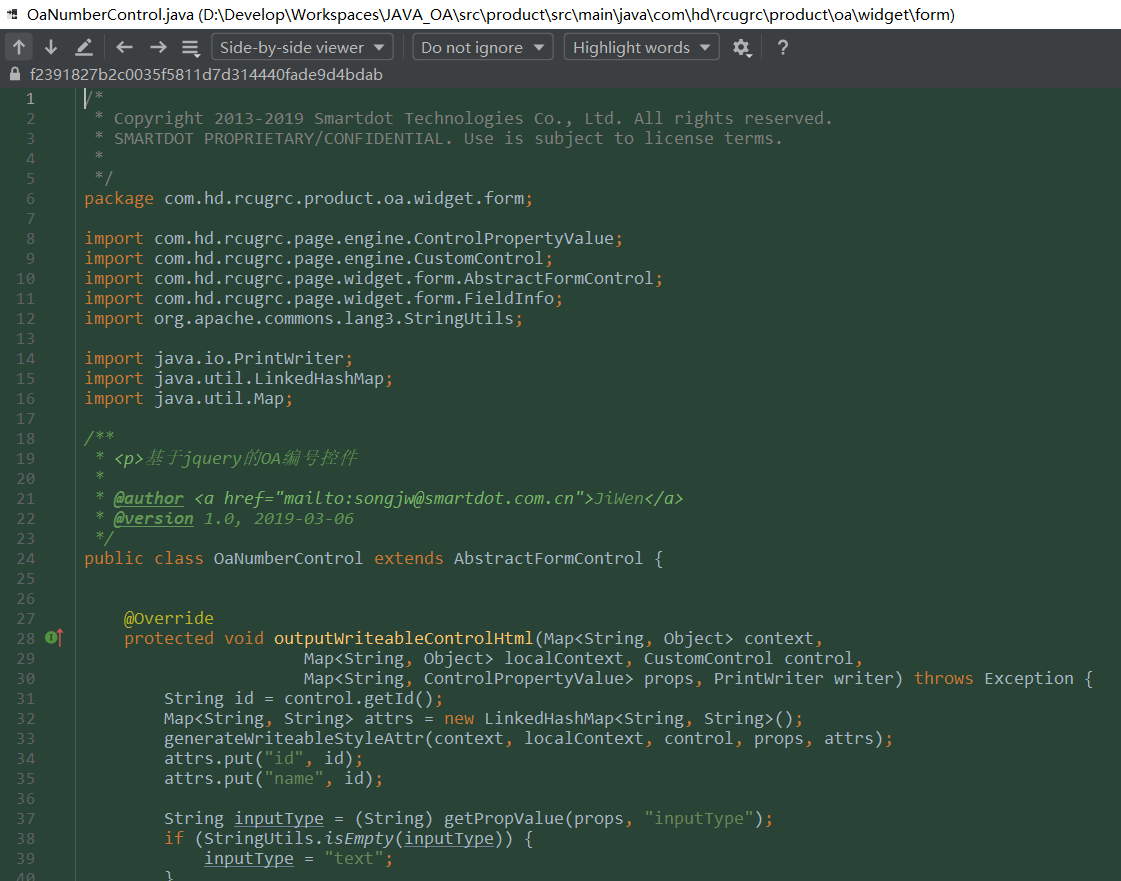 OaNumberControl.java (D:\Develop\Workspaces\JAVA_OA\src\product\src\main\java\com\hd\rcugrc\product\oa\widget\form)
Side-by-side viewer Do not ignore Highlight words ?
f2391827b2c0035f5811d7d314440fade9d4bdab
1 /*
2 * Copyright 2013-2019 Smartdot Technologies Co., Ltd. All rights reserved.
3 * SMARTDOT PROPRIETARY/CONFIDENTIAL. Use is subject to license terms.
4 *
5 */
6 package com.hd.rcugrc.product.oa.widget.form;
7
8 import com.hd.rcugrc.page.engine.ControlPropertyValue;
9 import com.hd.rcugrc.page.engine.CustomControl;
10 import com.hd.rcugrc.page.widget.form.AbstractFormControl;
11 import com.hd.rcugrc.page.widget.form.FieldInfo;
12 import org.apache.commons.lang3.StringUtils;
13
14 import java.io.PrintWriter;
15 import java.util.LinkedHashMap;
16 import java.util.Map;
17
18 /**
19 * <p>基于jquery的OA编号控件
20 *
21 * @author <a href="mailto:songjw@smartdot.com.cn">JiWen</a>
22 * @version 1.0, 2019-03-06
23 */
24 public class OaNumberControl extends AbstractFormControl {
25
26
27 @Override
28 protected void outputWriteableControlHtml(Map<String, Object> context,
29 Map<String, Object> localContext, CustomControl control,
30 Map<String, ControlPropertyValue> props, PrintWriter writer) throws Exception {
31 String id = control.getId();
32 Map<String, String> attrs = new LinkedHashMap<String, String>();
33 generateWriteableStyleAttr(context, localContext, control, props, attrs);
34 attrs.put("id", id);
35 attrs.put("name", id);
36
37 String inputType = (String) getPropValue(props, "inputType");
38 if (StringUtils.isEmpty(inputType)) {
39 inputType = "text";
40 }